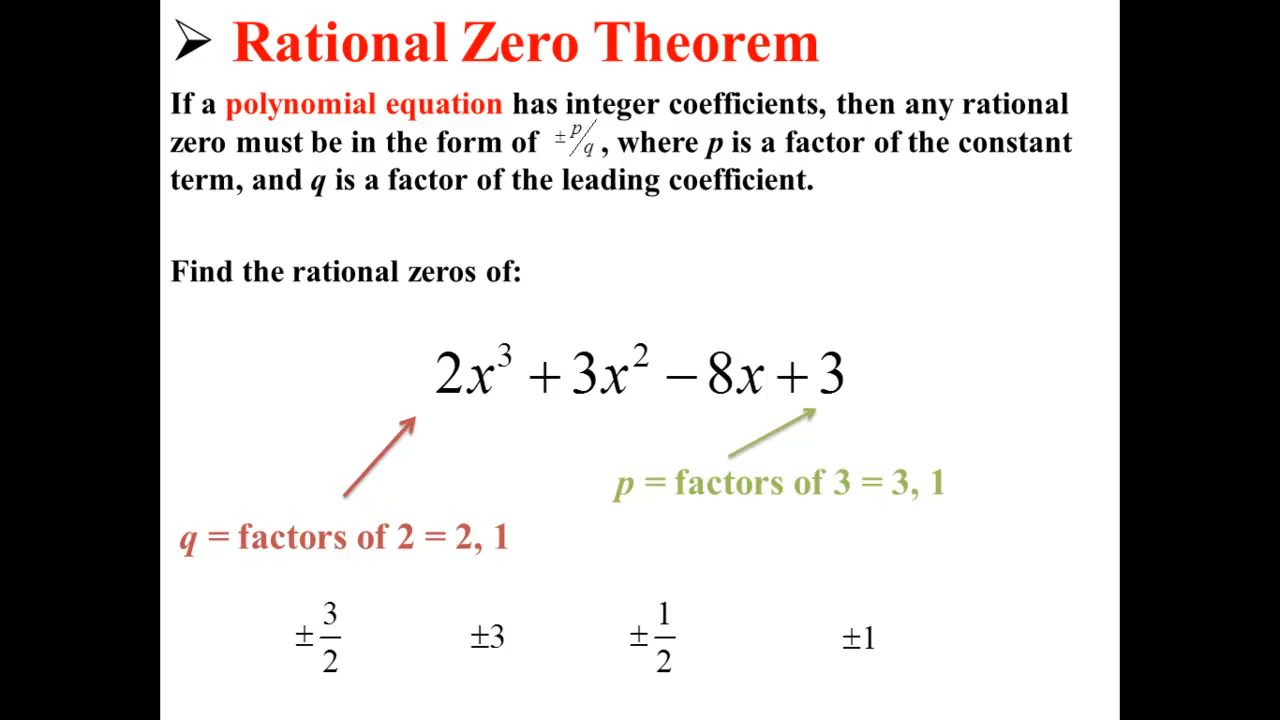 ➢ Rational Zero Theorem
If a polynomial equation has integer coefficients, then any rational
zero must be in the form of ±p/q, where p is a factor of the constant
term, and q is a factor of the leading coefficient.
Find the rational zeros of:
2x³ + 3x² − 8x + 3
p = factors of 3 = 3, 1
q = factors of 2 = 2, 1
±3/2 ±3 ±1/2 ±1